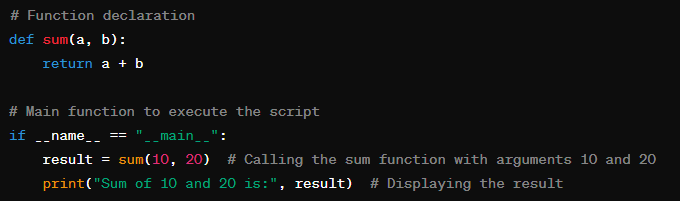 # Function declaration
def sum(a, b):
    return a + b

# Main function to execute the script
if __name__ == "__main__":
    result = sum(10, 20)  # Calling the sum function with arguments 10 and 20
    print("Sum of 10 and 20 is:", result)  # Displaying the result